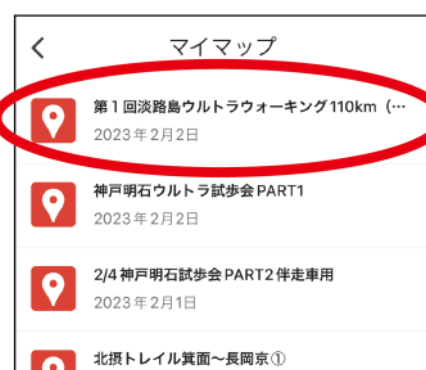 マイマップ
第1回淡路島ウルトラウォーキング110km（…
2023年2月2日
神戸明石ウルトラ試歩会PART1
2023年2月2日
2/4神戸明石試歩会PART2伴走車用
2023年2月1日
北摂トレイル箕面〜長岡京①